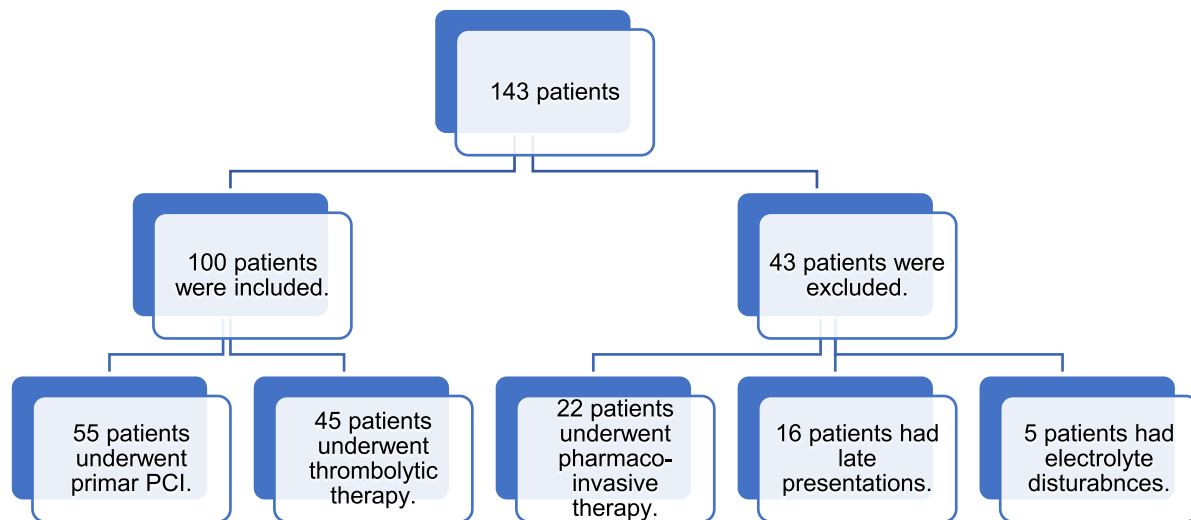 143 patients
100 patients
were included.
43 patients were
excluded.
55 patients
underwent
primar PCI.
45 patients
underwent
thrombolytic
therapy.
22 patients
underwent
pharmaco-
invasive
therapy.
16 patients had
late
presentations.
5 patients had
electrolyte
disturabnces.